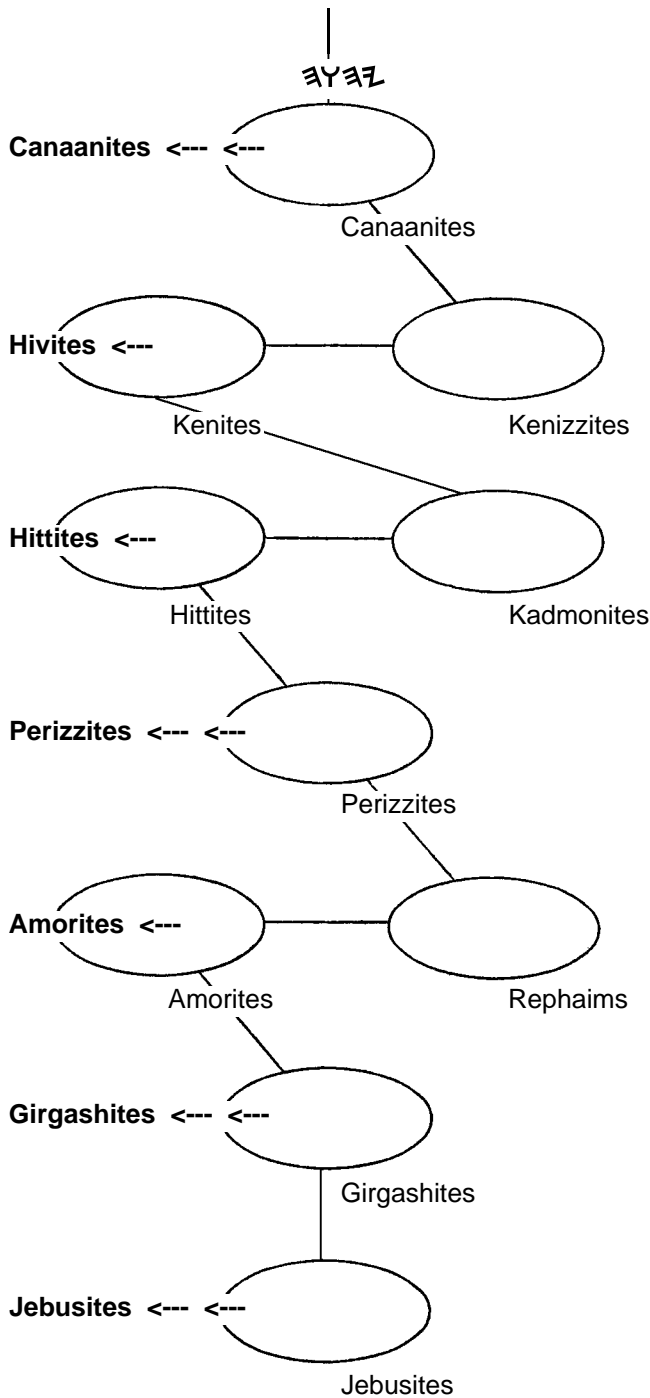 𐤉𐤄𐤅𐤄
Canaanites <--- <---
Canaanites
Hivites <---
Kenites Kenizzites
Hittites <---
Hittites Kadmonites
Perizzites <--- <---
Perizzites
Amorites <---
Amorites Rephaims
Girgashites <--- <---
Girgashites
Jebusites <--- <---
Jebusites